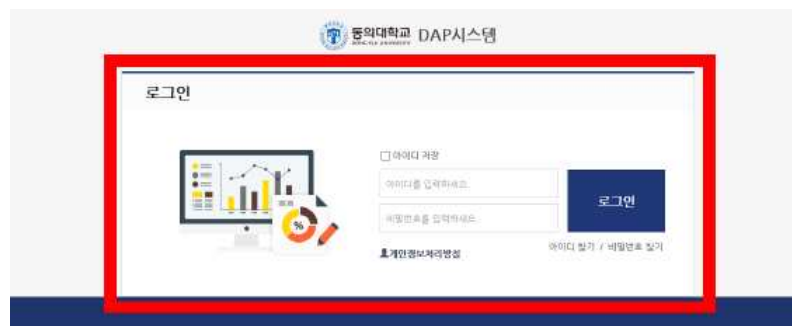 동의대학교 DAP시스템
DONG-EUI UNIVERSITY
로그인
아이디 저장
아이디를 입력하세요.
비밀번호를 입력하세요.
로그인
%
개인정보처리방침
아이디 찾기 / 비밀번호 찾기